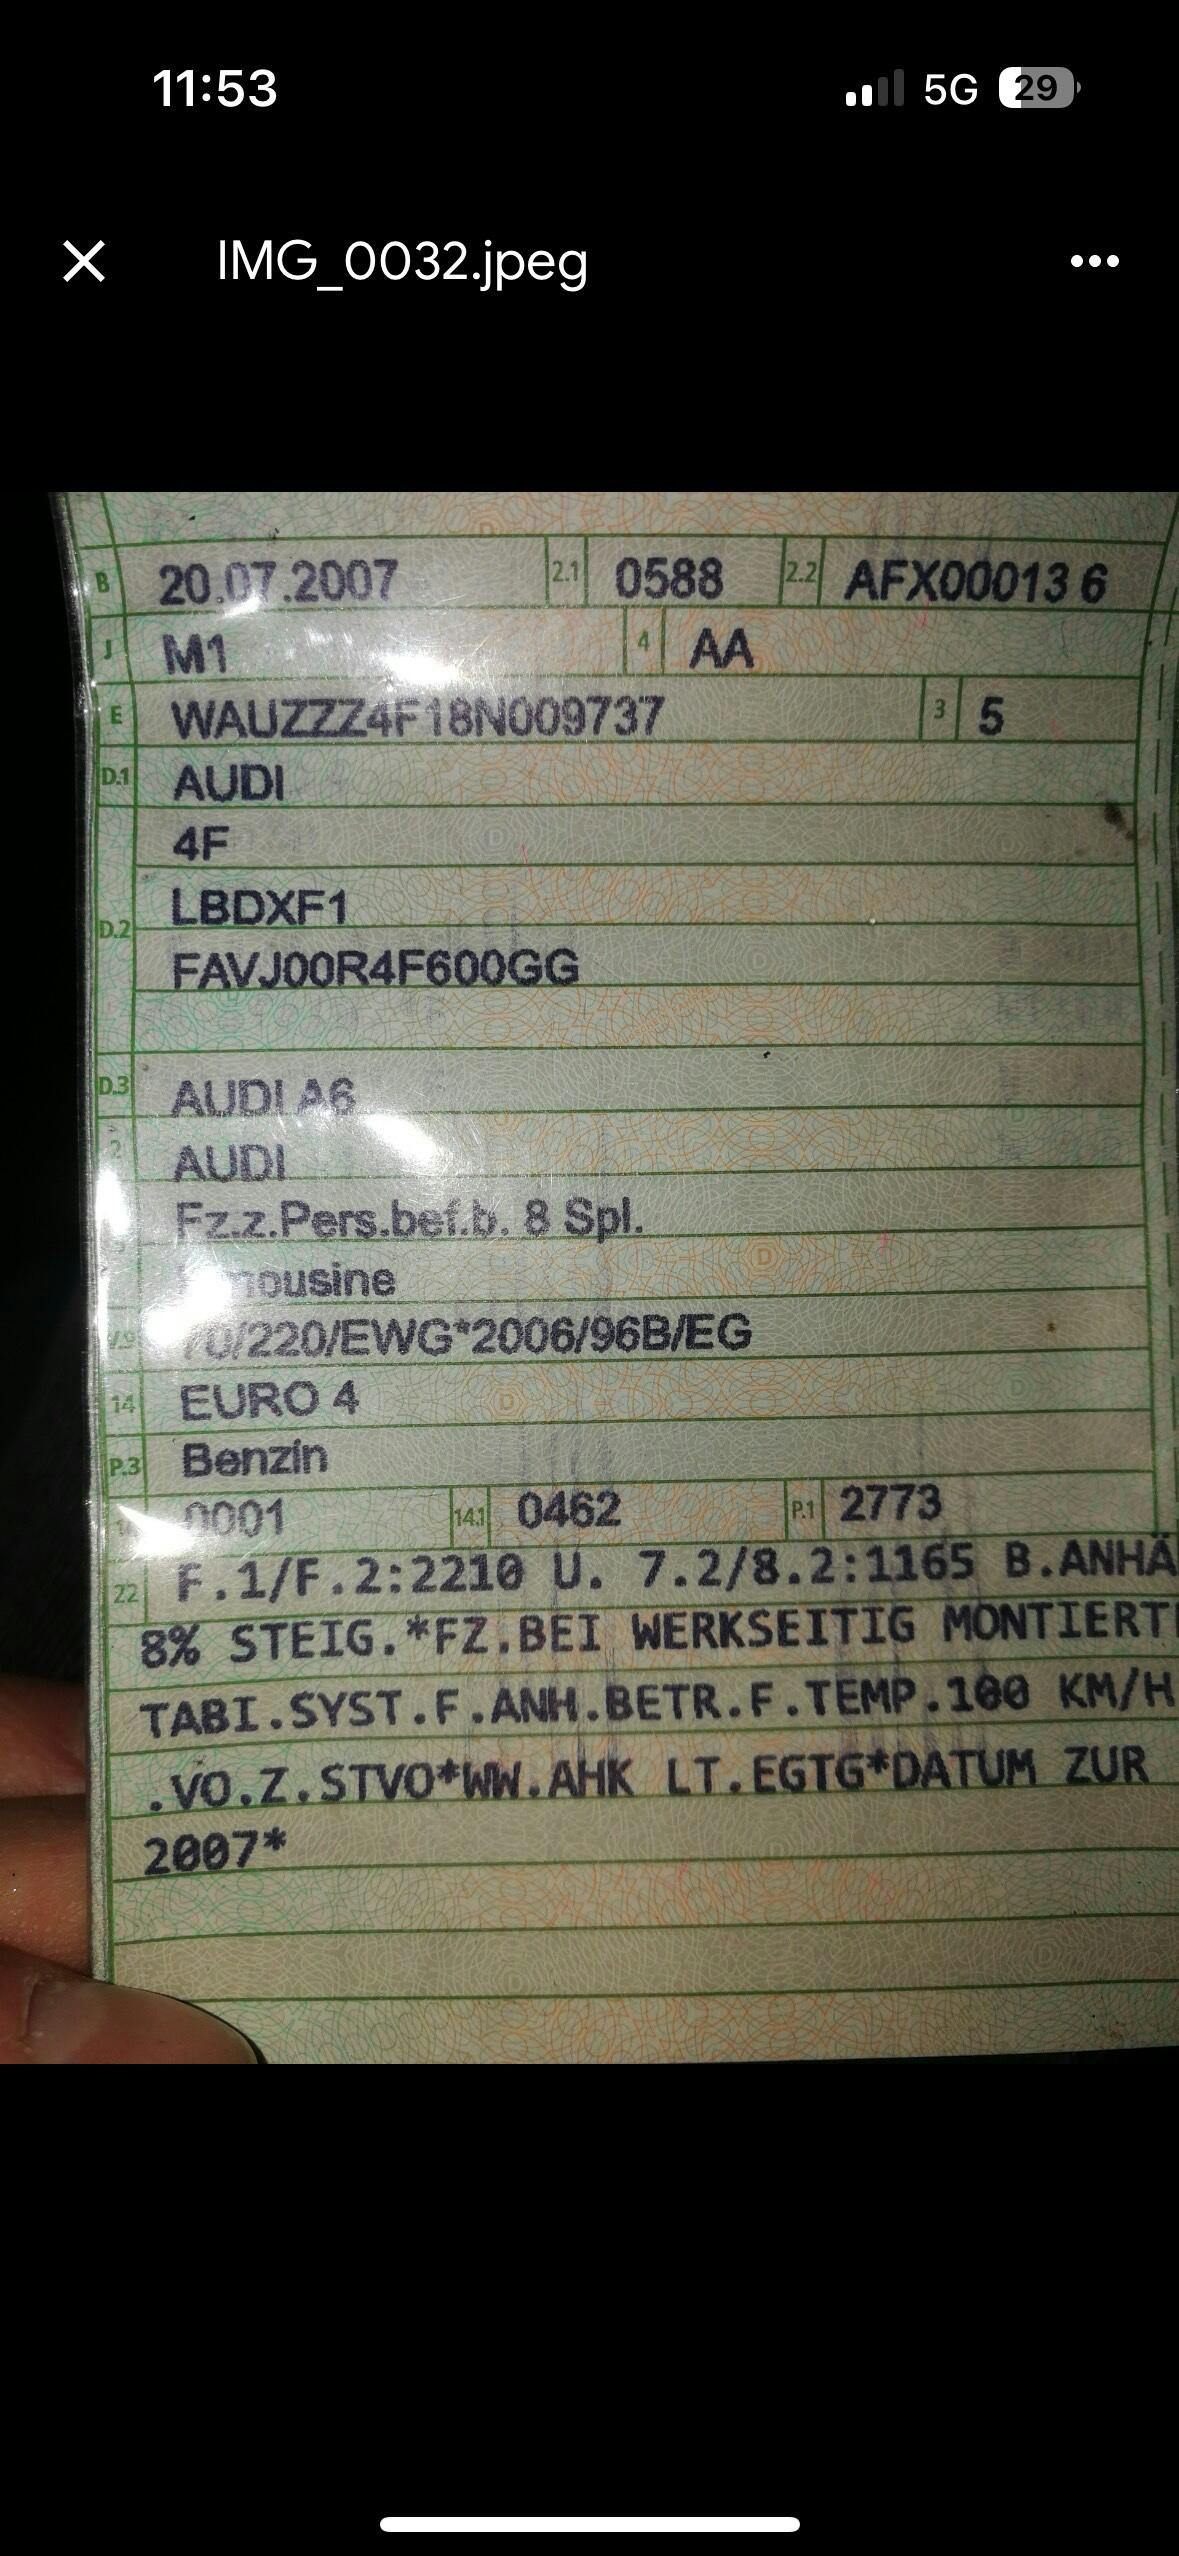 11:53 5G 29
IMG_0032.jpeg
B 20.07.2007 2.1 0588 2.2 AFX00013 6
J M1 4 AA
E WAUZZZ4F18N009737 3 5
D.1 AUDI
4F
D.2 LBDXF1
FAVJ00R4F600GG
D.3 AUDI A6
2 AUDI
Fz.z.Pers.bef.b. 8 Spl.
5 Limousine
V.9 70/220/EWG*2006/96B/EG
14 EURO 4
P.3 Benzin
10 0001 14.1 0462 P.1 2773
22 F.1/F.2:2210 U. 7.2/8.2:1165 B.ANHÄ
8% STEIG.*FZ.BEI WERKSEITIG MONTIERT
TABI.SYST.F.ANH.BETR.F.TEMP.100 KM/H
.VO.Z.STVO*WW.AHK LT.EGTG*DATUM ZUR
2007*